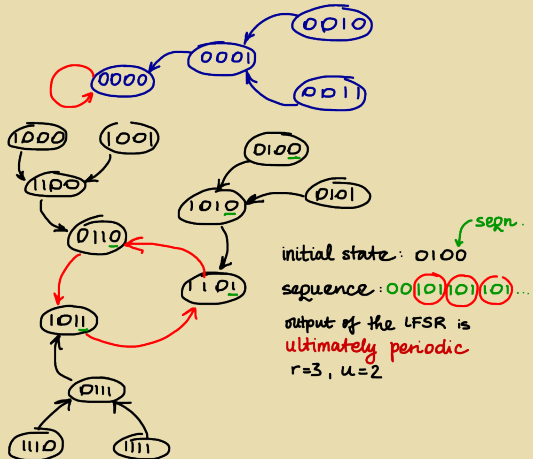 0010
0001
0000
0011
1000
1001
0100
1100
0101
1010
0110
1101
1011
0111
1110
1111
seqn.
initial state: 0100
sequence: 00101101101...
output of the LFSR is
ultimately periodic
r=3, u=2